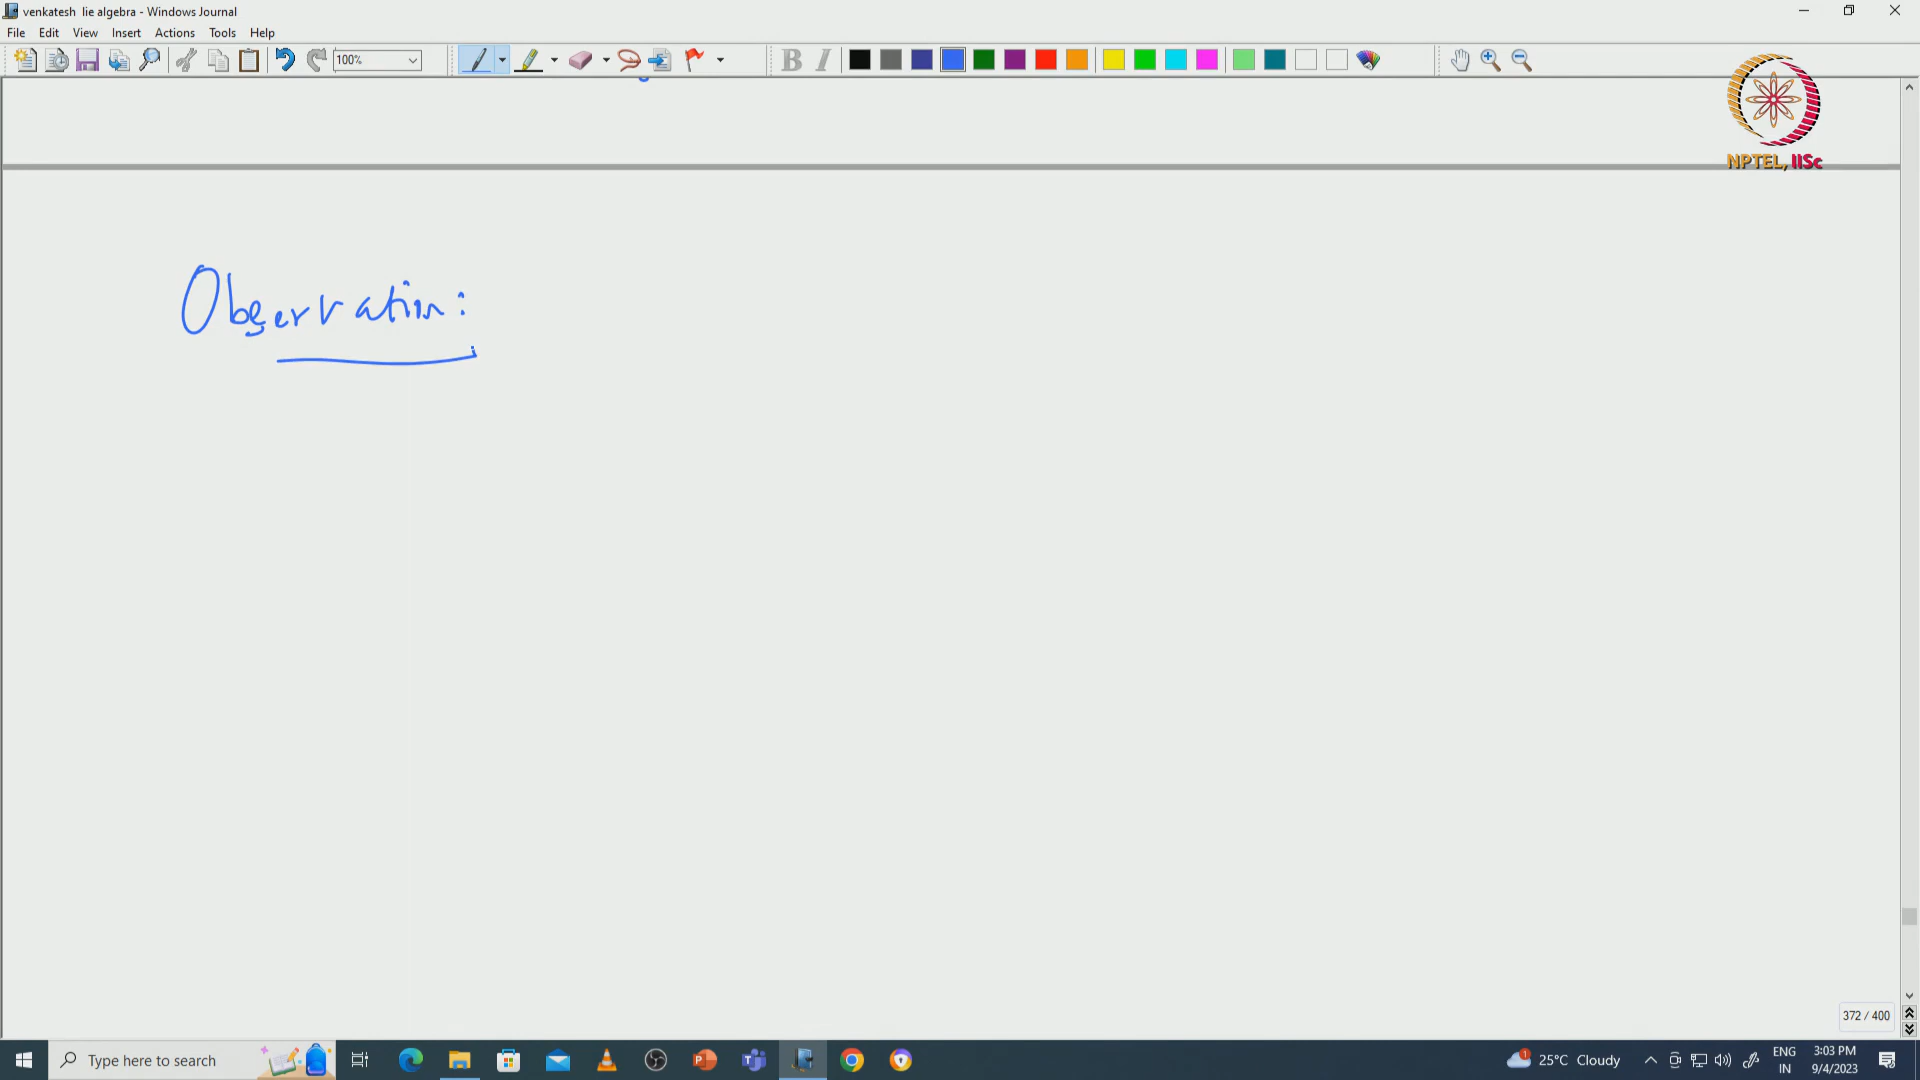 venkatesh lie algebra - Windows Journal
File Edit View Insert Actions Tools Help
100%
B I
NPTEL, IISc
Observation:
372 / 400
Type here to search
1
25°C Cloudy
ENG
IN
3:03 PM
9/4/2023